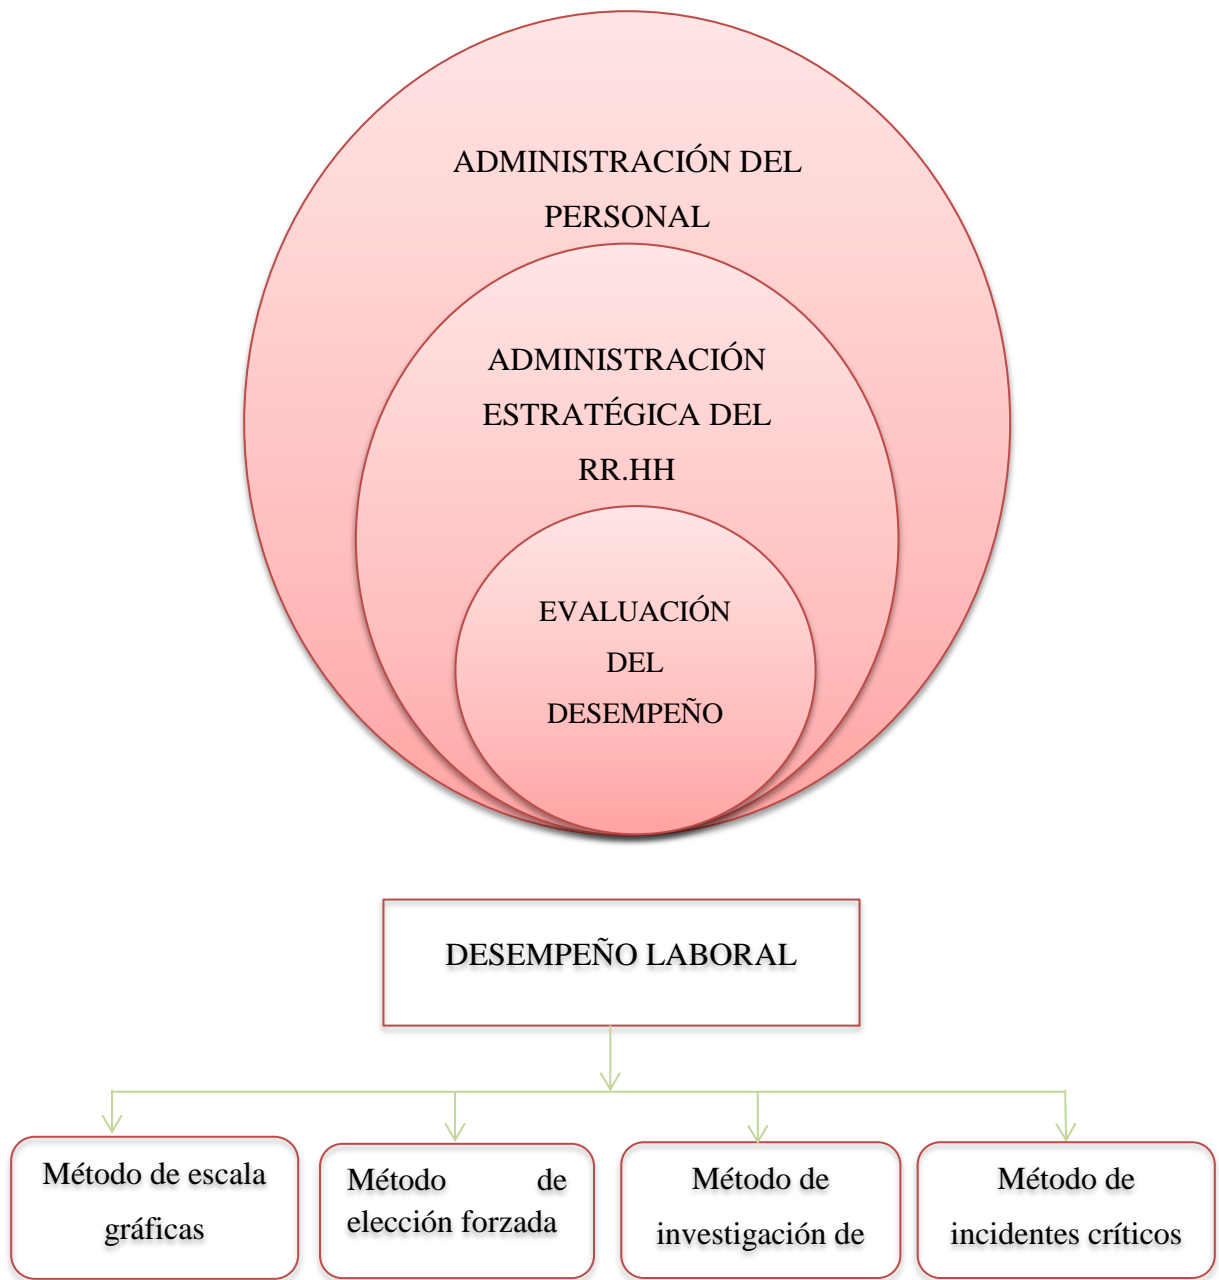 ADMINISTRACIÓN DEL
PERSONAL
ADMINISTRACIÓN
ESTRATÉGICA DEL
RR.HH
EVALUACIÓN
DEL
DESEMPEÑO
DESEMPEÑO LABORAL
Método de escala
gráficas
Método de
elección forzada
Método de
investigación de
Método de
incidentes críticos